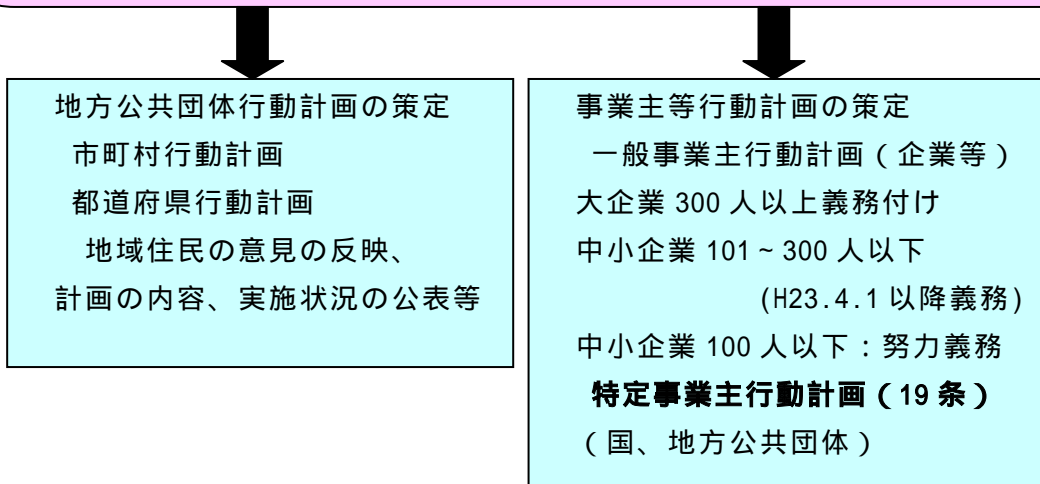 地方公共団体行動計画の策定
市町村行動計画
都道府県行動計画
地域住民の意見の反映、
計画の内容、実施状況の公表等
事業主等行動計画の策定
一般事業主行動計画(企業等)
大企業 300 人以上義務付け
中小企業 101~300 人以下
(H23.4.1 以降義務)
中小企業 100 人以下:努力義務
特定事業主行動計画(19 条)
(国、地方公共団体)